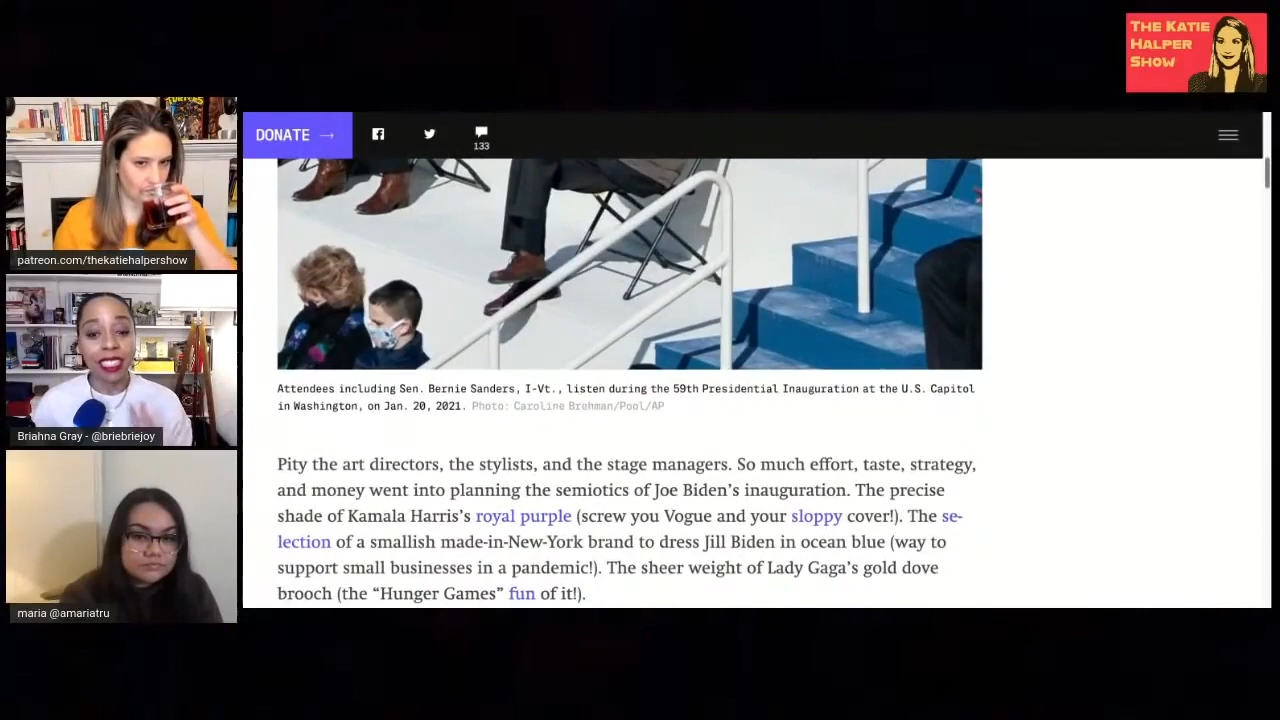 THE KATIE
HALPER
SHOW
DONATE →
133
patreon.com/thekatiehalpershow
Briahna Gray - @briebriejoy
maria @amariatru
Attendees including Sen. Bernie Sanders, I-Vt., listen during the 59th Presidential Inauguration at the U.S. Capitol
in Washington, on Jan. 20, 2021. Photo: Caroline Brehman/Pool/AP
Pity the art directors, the stylists, and the stage managers. So much effort, taste, strategy,
and money went into planning the semiotics of Joe Biden’s inauguration. The precise
shade of Kamala Harris’s royal purple (screw you Vogue and your sloppy cover!). The se-
lection of a smallish made-in-New-York brand to dress Jill Biden in ocean blue (way to
support small businesses in a pandemic!). The sheer weight of Lady Gaga’s gold dove
brooch (the “Hunger Games” fun of it!).